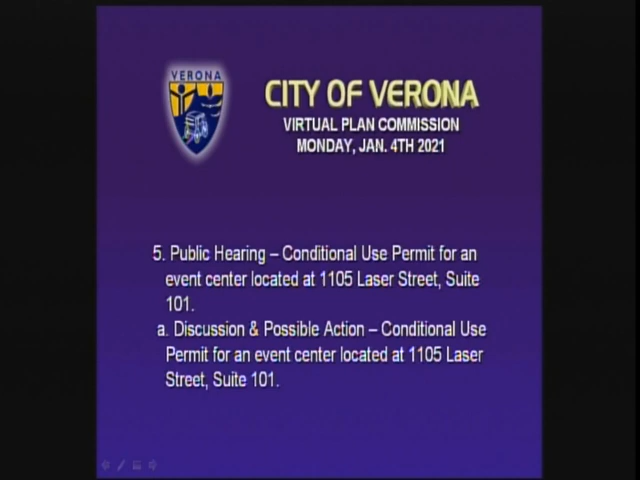 VERONA
CITY OF VERONA
VIRTUAL PLAN COMMISSION
MONDAY, JAN. 4TH 2021
5. Public Hearing – Conditional Use Permit for an
event center located at 1105 Laser Street, Suite
101.
a. Discussion & Possible Action – Conditional Use
Permit for an event center located at 1105 Laser
Street, Suite 101.